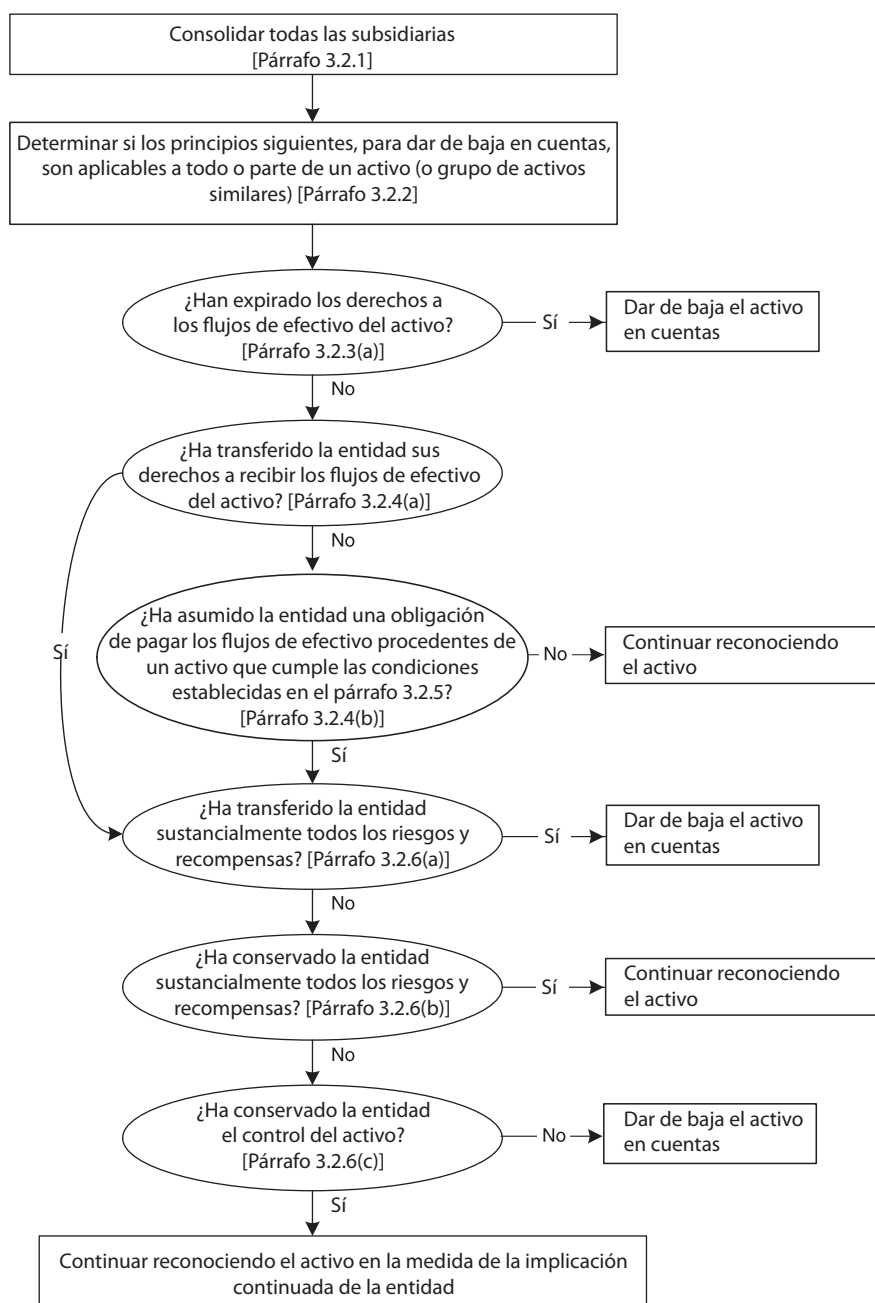 Consolidar todas las subsidiarias
[Párrafo 3.2.1]
Determinar si los principios siguientes, para dar de baja en cuentas,
son aplicables a todo o parte de un activo (o grupo de activos
similares) [Párrafo 3.2.2]
¿Han expirado los derechos a
los flujos de efectivo del activo?
[Párrafo 3.2.3(a)]
Sí
Dar de baja el activo
en cuentas
No
¿Ha transferido la entidad sus
derechos a recibir los flujos de efectivo
del activo? [Párrafo 3.2.4(a)]
No
Sí
¿Ha asumido la entidad una obligación
de pagar los flujos de efectivo procedentes de
un activo que cumple las condiciones
establecidas en el párrafo 3.2.5?
[Párrafo 3.2.4(b)]
No
Continuar reconociendo
el activo
Sí
¿Ha transferido la entidad
sustancialmente todos los riesgos y
recompensas? [Párrafo 3.2.6(a)]
Sí
Dar de baja el activo
en cuentas
No
¿Ha conservado la entidad
sustancialmente todos los riesgos y
recompensas? [Párrafo 3.2.6(b)]
Sí
Continuar reconociendo
el activo
No
¿Ha conservado la entidad
el control del activo?
[Párrafo 3.2.6(c)]
No
Dar de baja el activo
en cuentas
Sí
Continuar reconociendo el activo en la medida de la implicación
continuada de la entidad